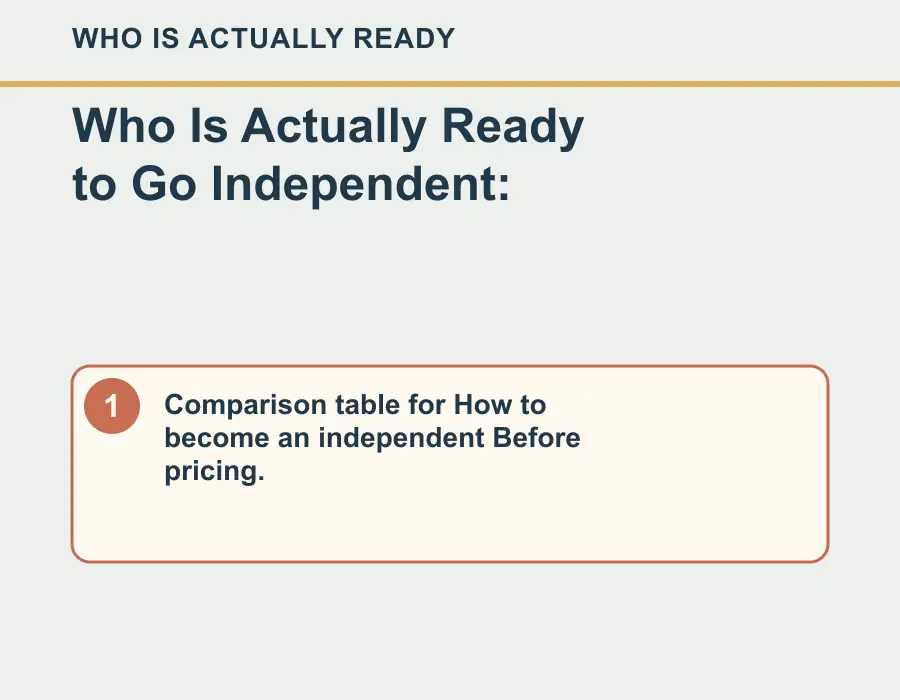 WHO IS ACTUALLY READY
Who Is Actually Ready
to Go Independent:
1
Comparison table for How to
become an independent Before
pricing.